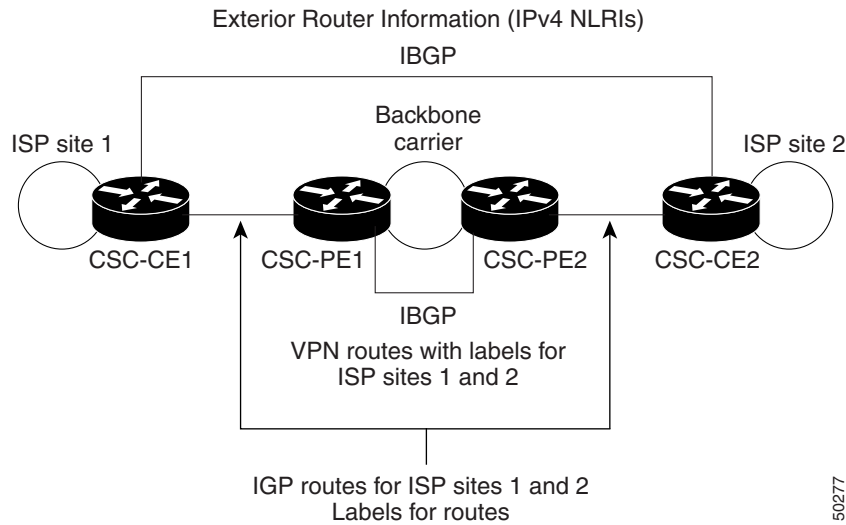 Exterior Router Information (IPv4 NLRIs)
IBGP
Backbone
carrier
ISP site 1
ISP site 2
CSC-CE1
CSC-PE1
CSC-PE2
CSC-CE2
IBGP
VPN routes with labels for
ISP sites 1 and 2
IGP routes for ISP sites 1 and 2
Labels for routes
50277